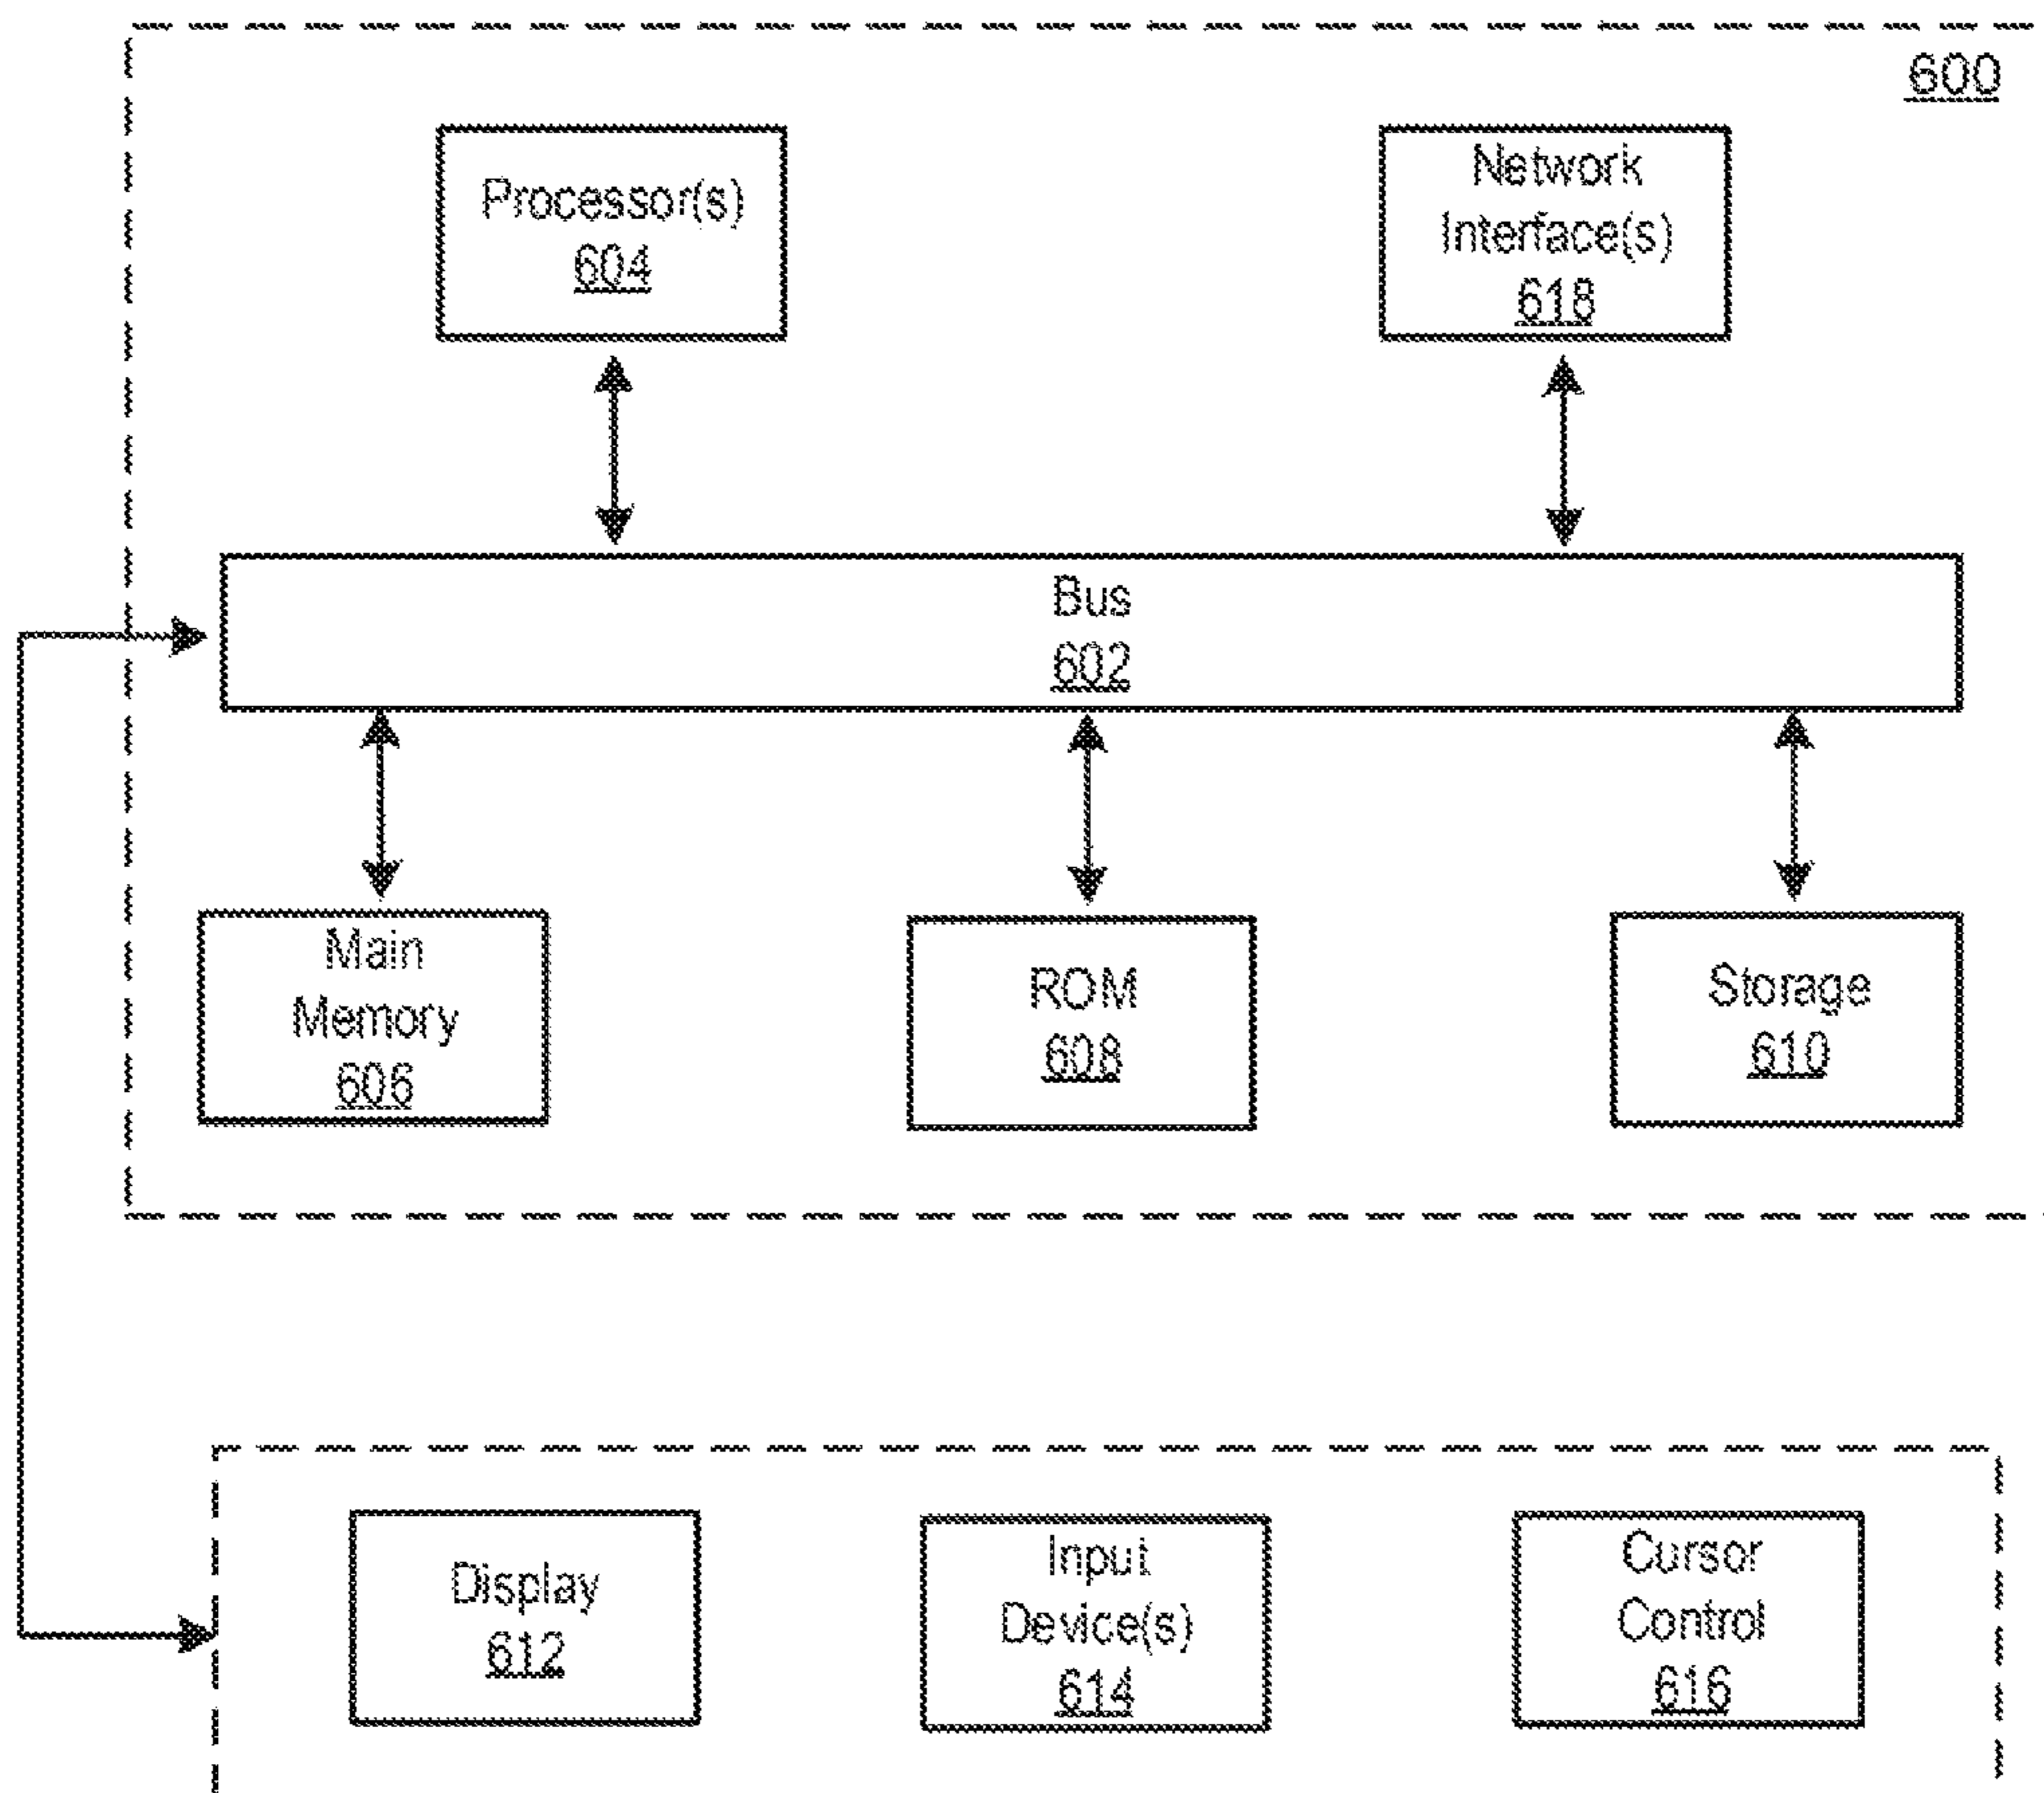 600
Processor(s)
604
Network
Interface(s)
618
Bus
602
Main
Memory
606
ROM
608
Storage
610
Display
612
Input
Device(s)
614
Cursor
Control
616